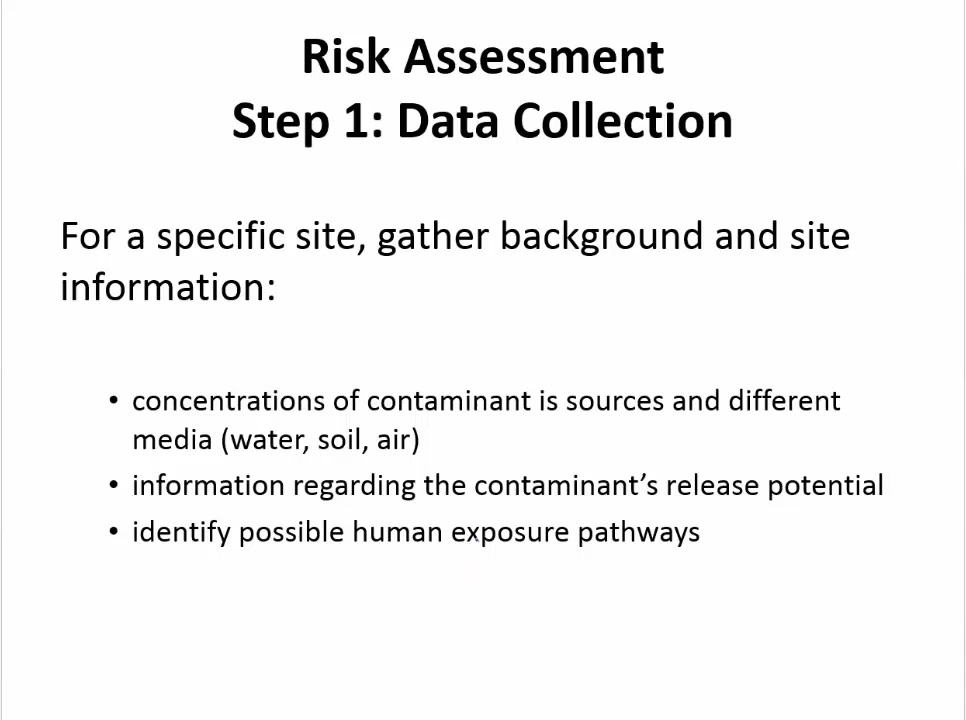 Risk Assessment
Step 1: Data Collection
For a specific site, gather background and site
information:
• concentrations of contaminant is sources and different
media (water, soil, air)
• information regarding the contaminant’s release potential
• identify possible human exposure pathways